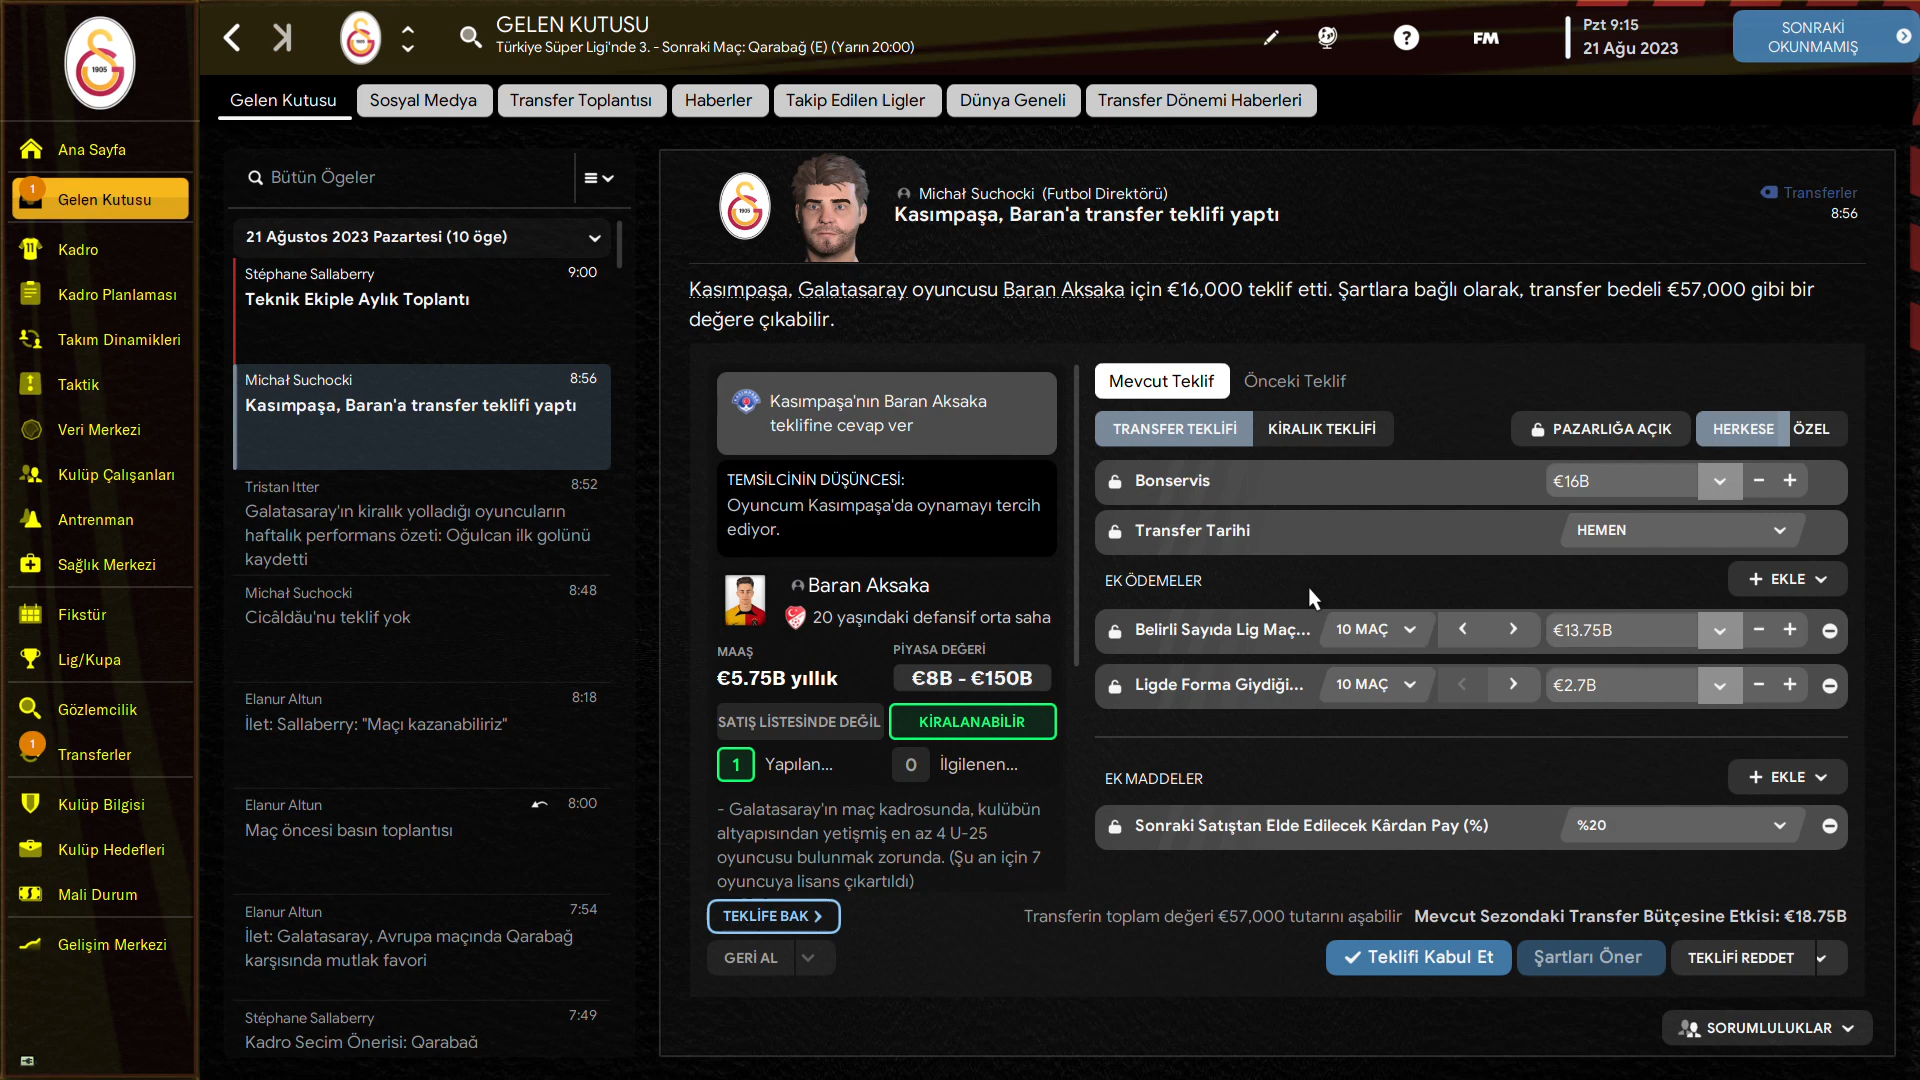 GELEN KUTUSU
Türkiye Süper Ligi'nde 3. - Sonraki Maç: Qarabağ (E) (Yarın 20:00)
FM
Pzt 9:15
21 Ağu 2023
SONRAKİ
OKUNMAMIŞ
1905
Gelen Kutusu
Sosyal Medya
Transfer Toplantısı
Haberler
Takip Edilen Ligler
Dünya Geneli
Transfer Dönemi Haberleri
Ana Sayfa
1
Gelen Kutusu
Kadro
Kadro Planlaması
Takım Dinamikleri
Taktik
Veri Merkezi
Kulüp Çalışanları
Antrenman
Sağlık Merkezi
Fikstür
Lig/Kupa
Gözlemcilik
1
Transferler
Kulüp Bilgisi
Kulüp Hedefleri
Mali Durum
Gelişim Merkezi
Bütün Ögeler
21 Ağustos 2023 Pazartesi (10 öge)
Stéphane Sallaberry 9:00
Teknik Ekiple Aylık Toplantı
Michał Suchocki 8:56
Kasımpaşa, Baran'a transfer teklifi yaptı
Tristan Itter 8:52
Galatasaray'ın kiralık yolladığı oyuncuların
haftalık performans özeti: Oğulcan ilk golünü
kaydetti
Michał Suchocki 8:48
Cicâldău'nu teklif yok
Elanur Altun 8:18
İlet: Sallaberry: "Maçı kazanabiliriz"
Elanur Altun 8:00
Maç öncesi basın toplantısı
Elanur Altun 7:54
İlet: Galatasaray, Avrupa maçında Qarabağ
karşısında mutlak favori
Stéphane Sallaberry 7:49
Kadro Seçim Önerisi: Qarabağ
1905
Michał Suchocki (Futbol Direktörü)
Kasımpaşa, Baran'a transfer teklifi yaptı
Transferler
8:56
Kasımpaşa, Galatasaray oyuncusu Baran Aksaka için €16,000 teklif etti. Şartlara bağlı olarak, transfer bedeli €57,000 gibi bir
değere çıkabilir.
Kasımpaşa'nın Baran Aksaka
teklifine cevap ver
TEMSİLCİNİN DÜŞÜNCESİ:
Oyuncum Kasımpaşa'da oynamayı tercih
ediyor.
Baran Aksaka
20 yaşındaki defansif orta saha
MAAŞ
€5.75B yıllık
PİYASA DEĞERİ
€8B - €150B
SATIŞ LİSTESİNDE DEĞİL
KİRALANABİLİR
1 Yapılan...
0 İlgilenen...
- Galatasaray'ın maç kadrosunda, kulübün
altyapısından yetişmiş en az 4 U-25
oyuncusu bulunmak zorunda. (Şu an için 7
oyuncuya lisans çıkartıldı)
TEKLİFE BAK
GERİ AL
Mevcut Teklif
Önceki Teklif
TRANSFER TEKLİFİ
KİRALIK TEKLİFİ
PAZARLIĞA AÇIK
HERKESE
ÖZEL
Bonservis €16B
Transfer Tarihi HEMEN
EK ÖDEMELER
EKLE
Belirli Sayıda Lig Maç... 10 MAÇ €13.75B
Ligde Forma Giydiği... 10 MAÇ €2.7B
EK MADDELER
EKLE
Sonraki Satıştan Elde Edilecek Kârdan Pay (%) %20
Transferin toplam değeri €57,000 tutarını aşabilir
Mevcut Sezondaki Transfer Bütçesine Etkisi: €18.75B
Teklifi Kabul Et
Şartları Öner
TEKLİFİ REDDET
SORUMLULUKLAR